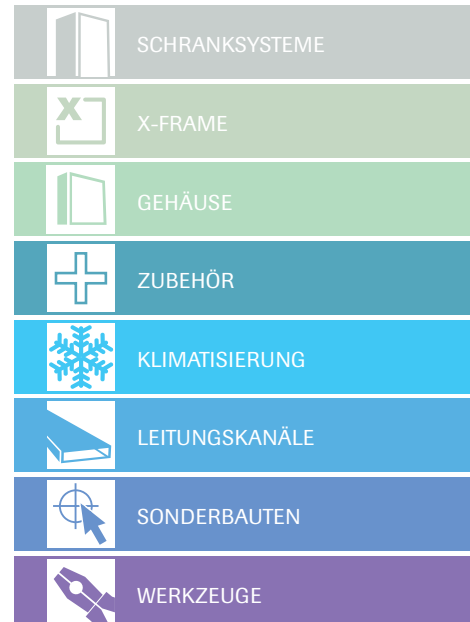 SCHRANKSYSTEME
X
X-FRAME
GEHÄUSE
ZUBEHÖR
KLIMATISIERUNG
LEITUNGSKANÄLE
SONDERBAUTEN
WERKZEUGE